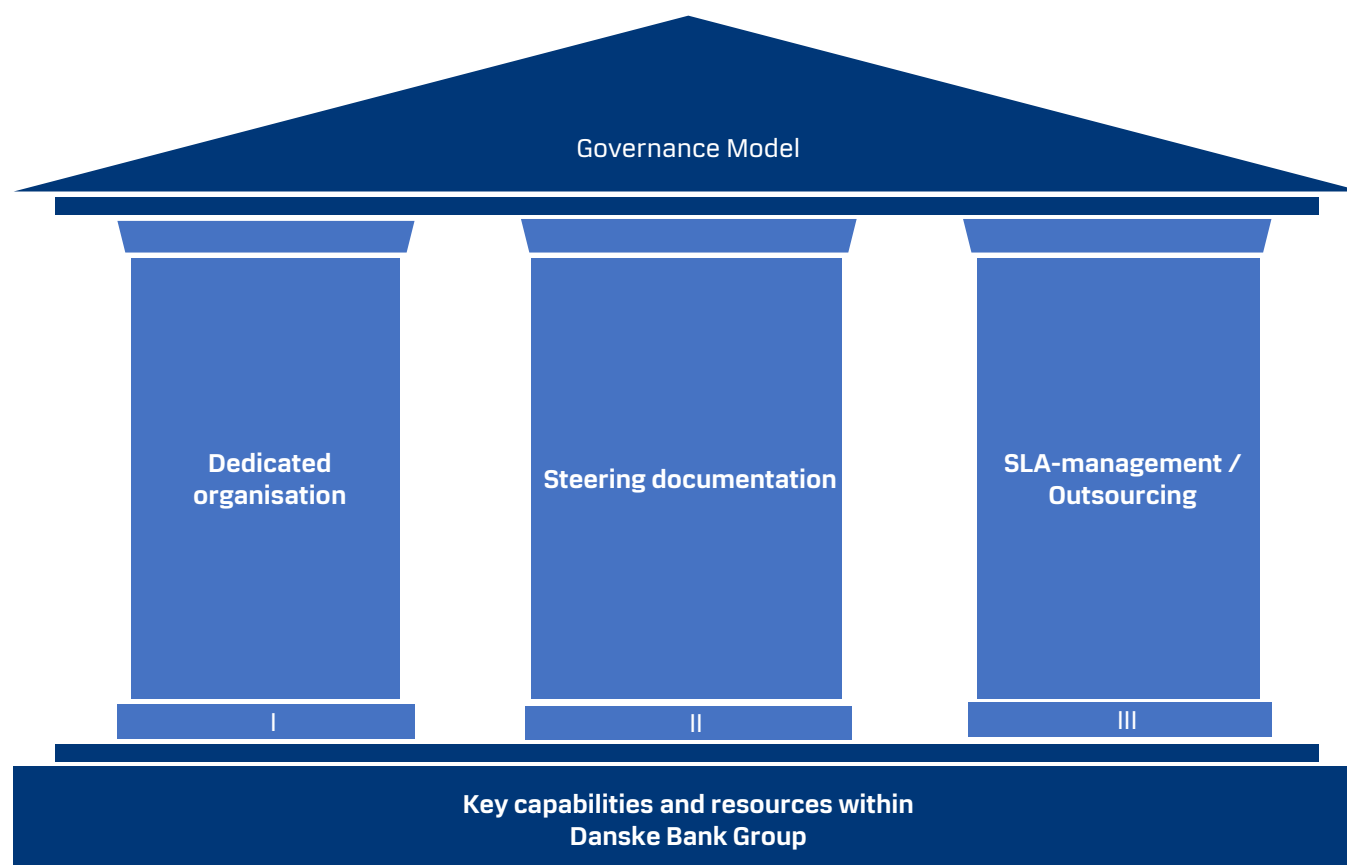 Governance Model
Dedicated
organisation
Steering documentation
SLA-management /
Outsourcing
I
II
III
Key capabilities and resources within
Danske Bank Group